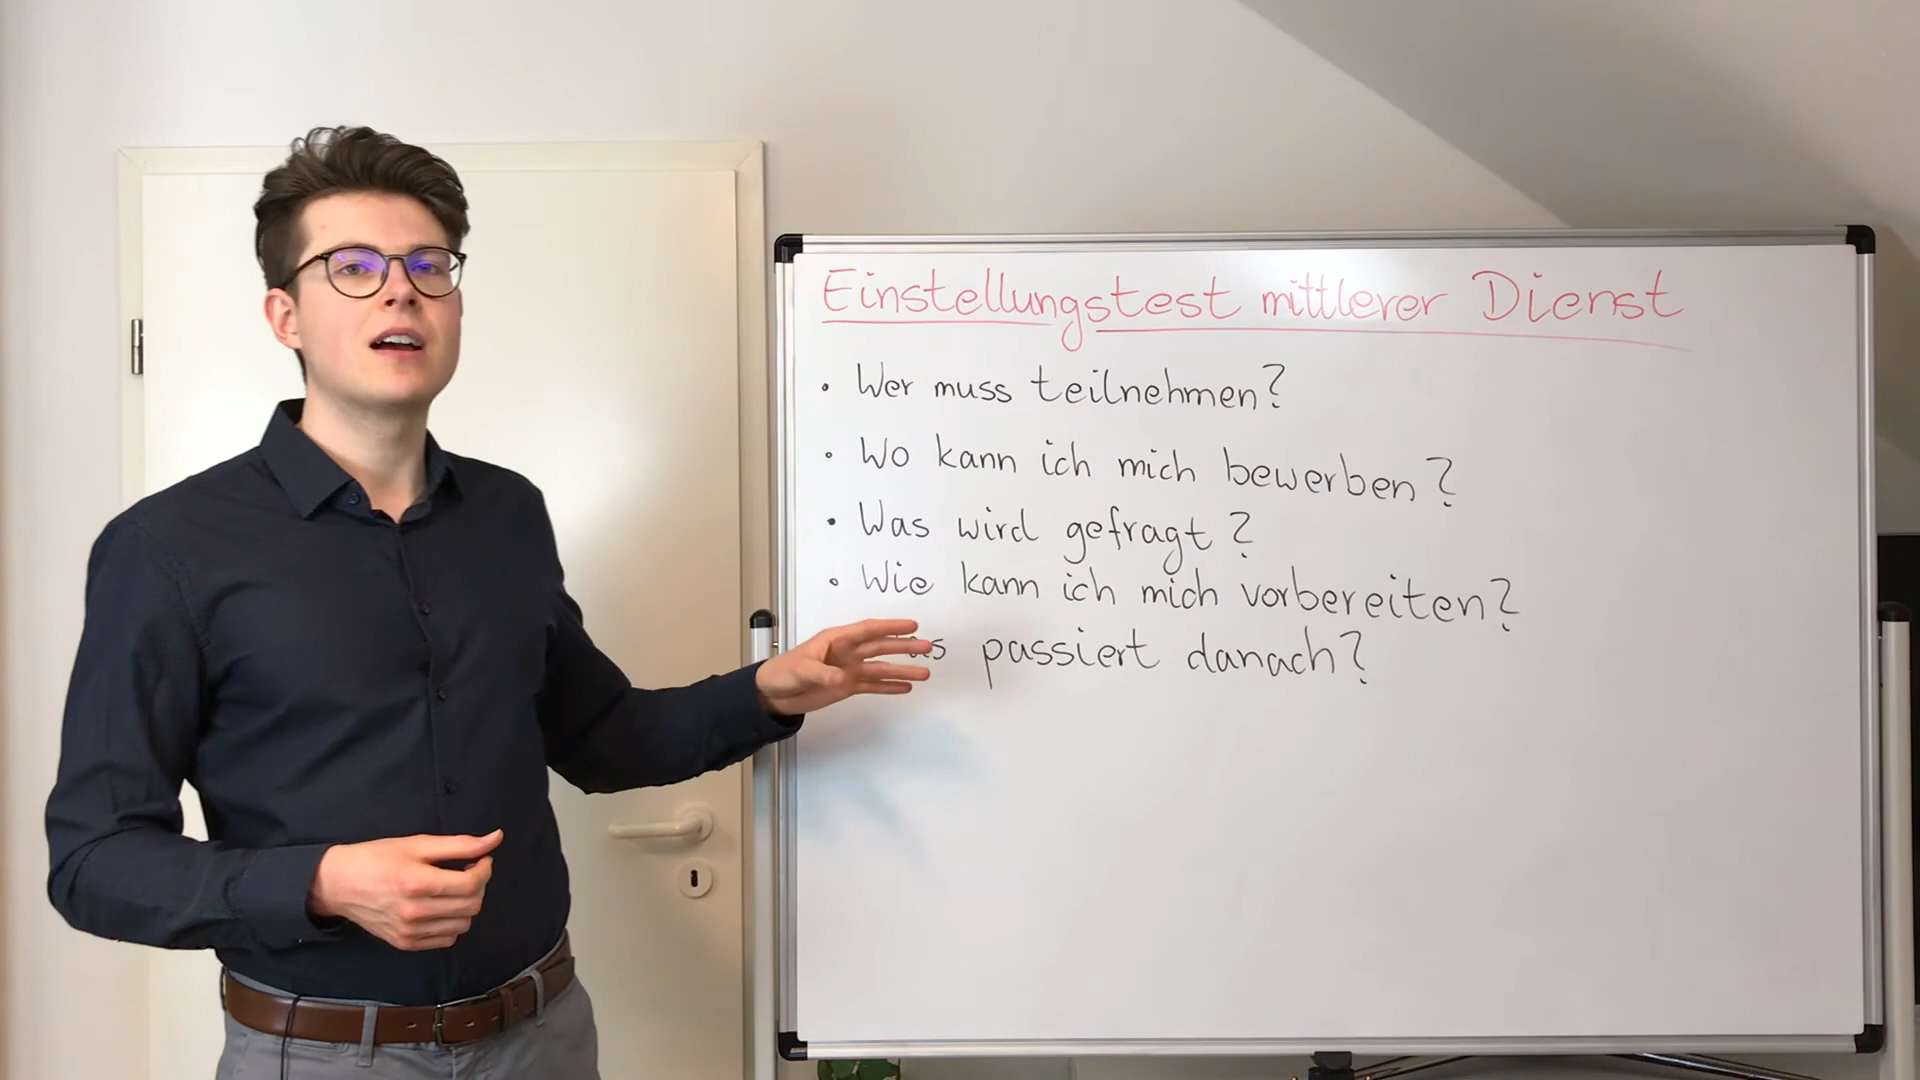 Einstellungstest mittlerer Dienst
• Wer muss teilnehmen?
• Wo kann ich mich bewerben?
• Was wird gefragt?
• Wie kann ich mich vorbereiten?
passiert danach?